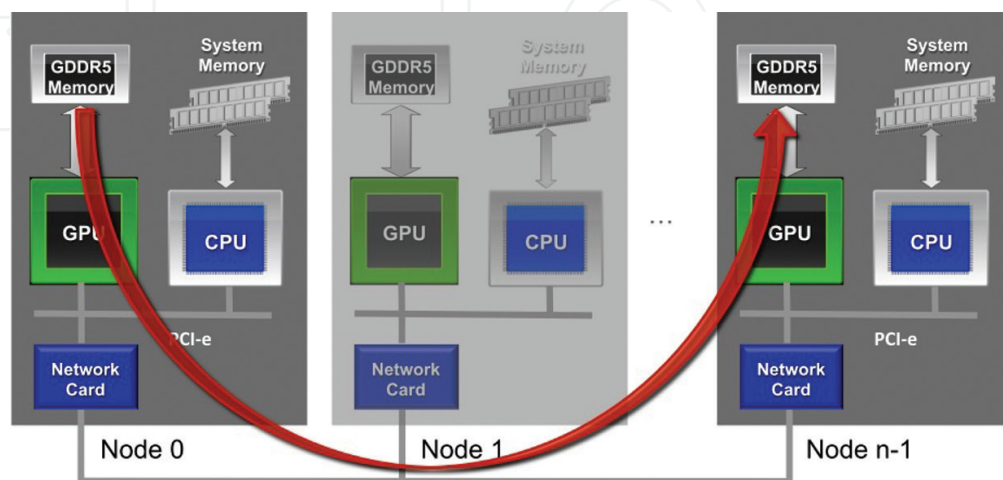 GDDR5
Memory
System
Memory
GPU
CPU
PCI-e
Network
Card
Node 0
GDDR5
Memory
System
Memory
GPU
CPU
Network
Card
Node 1
...
GDDR5
Memory
System
Memory
GPU
CPU
PCI-e
Network
Card
Node n-1